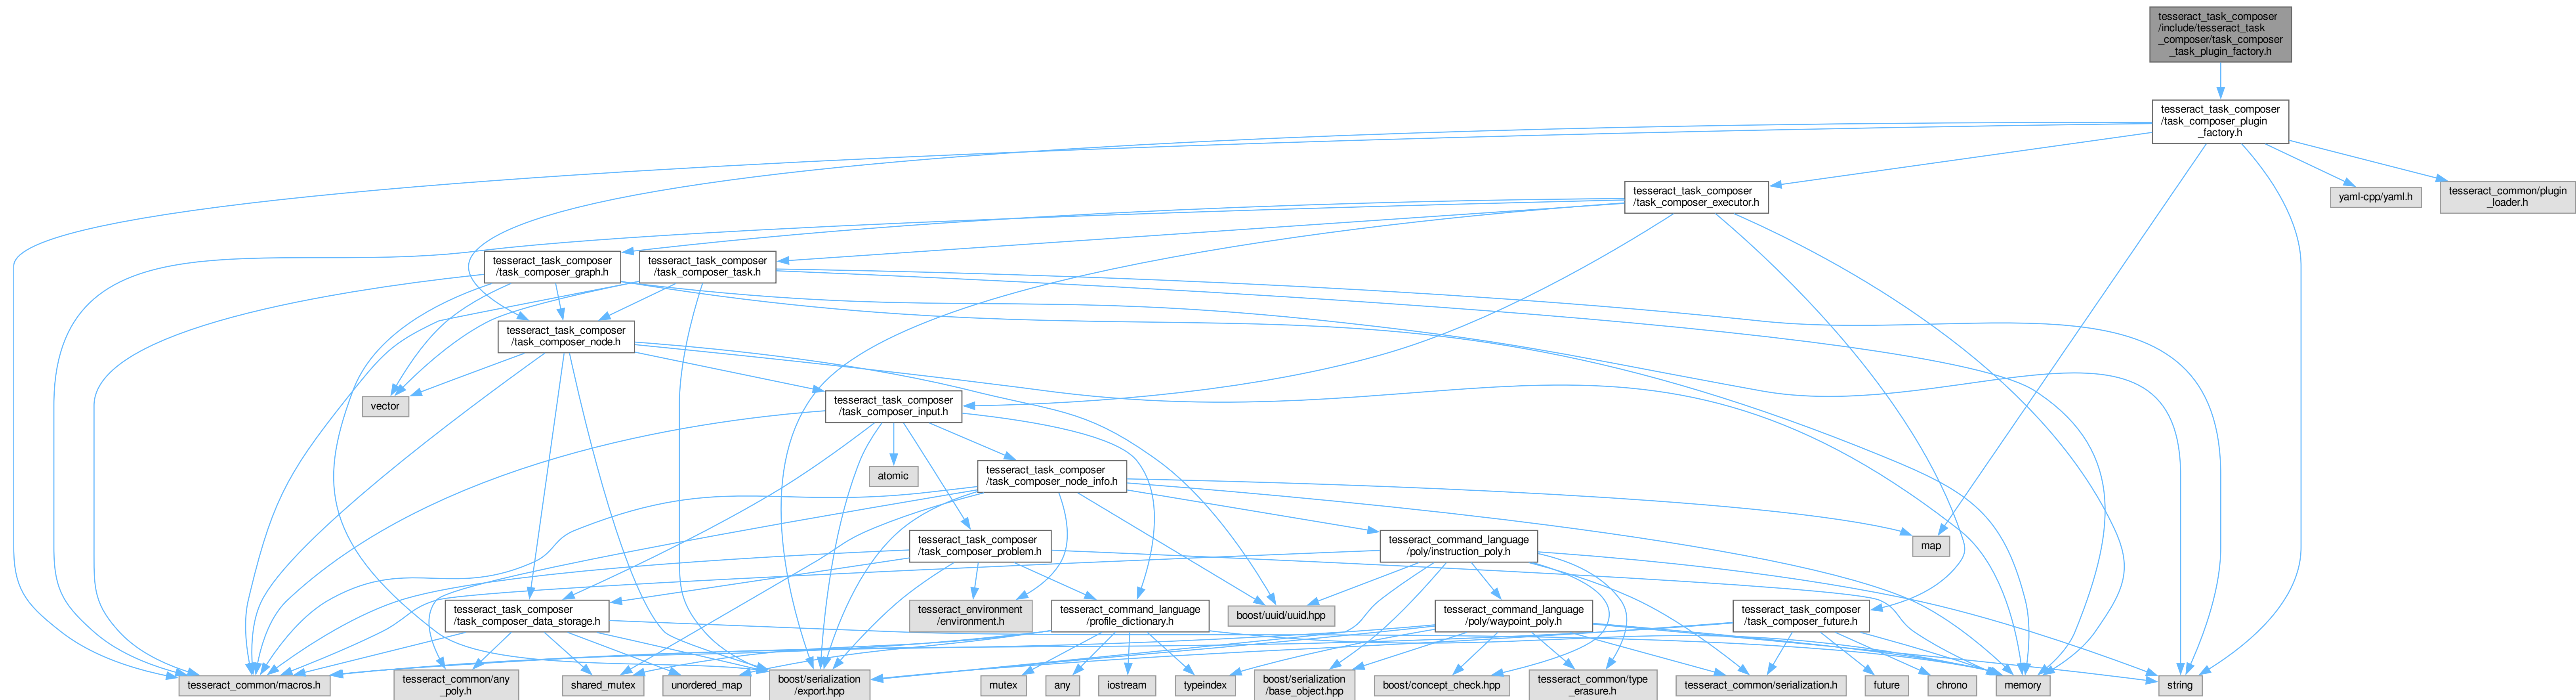 tesseract_task_composer
/include/tesseract_task
_composer/task_composer
_task_plugin_factory.h
tesseract_task_composer
/task_composer_plugin
_factory.h
tesseract_task_composer
/task_composer_executor.h
yaml-cpp/yaml.h
tesseract_common/plugin
_loader.h
tesseract_task_composer
/task_composer_graph.h
tesseract_task_composer
/task_composer_task.h
tesseract_task_composer
/task_composer_node.h
vector
tesseract_task_composer
/task_composer_input.h
atomic
tesseract_task_composer
/task_composer_node_info.h
tesseract_task_composer
/task_composer_problem.h
tesseract_command_language
/poly/instruction_poly.h
map
tesseract_task_composer
/task_composer_data_storage.h
tesseract_environment
/environment.h
tesseract_command_language
/profile_dictionary.h
boost/uuid/uuid.hpp
tesseract_command_language
/poly/waypoint_poly.h
tesseract_task_composer
/task_composer_future.h
tesseract_common/macros.h
tesseract_common/any
_poly.h
shared_mutex
unordered_map
boost/serialization
/export.hpp
mutex
any
iostream
typeindex
boost/serialization
/base_object.hpp
boost/concept_check.hpp
tesseract_common/type
_erasure.h
tesseract_common/serialization.h
future
chrono
memory
string